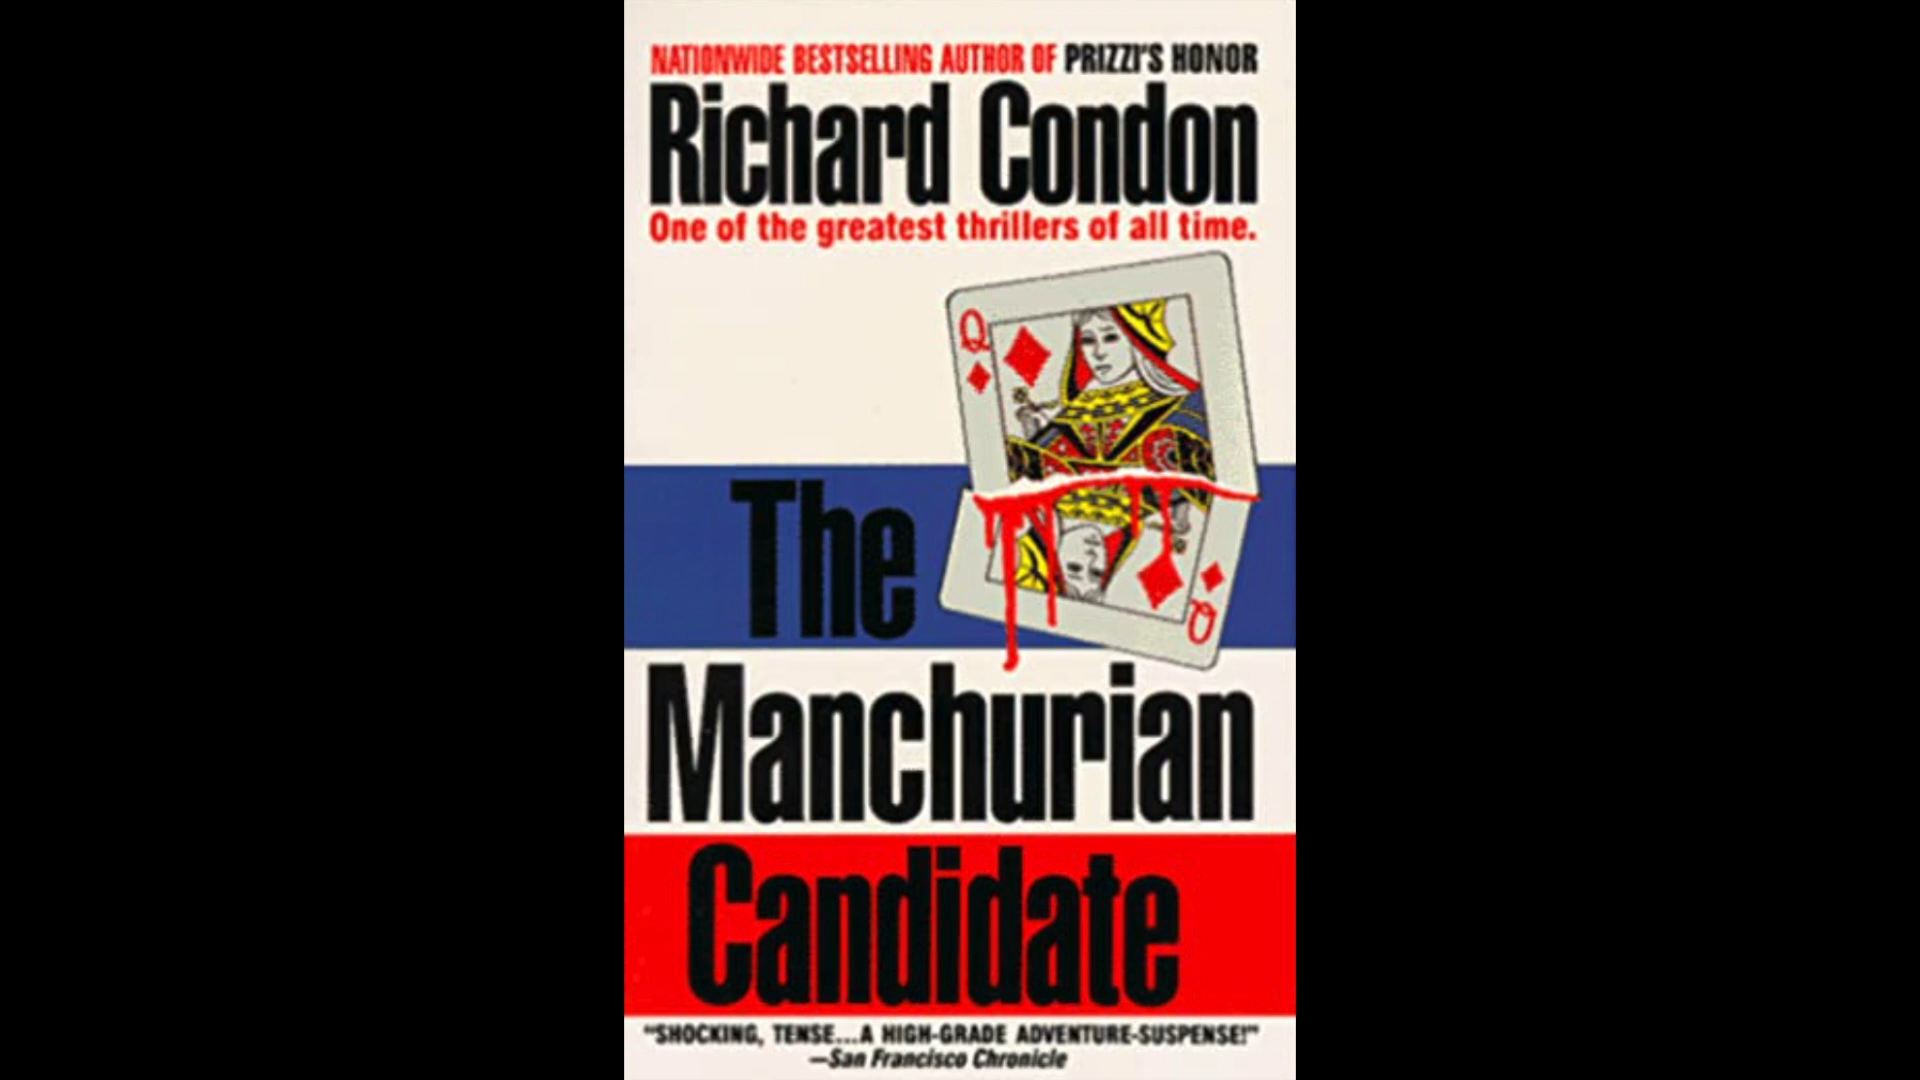 NATIONWIDE BESTSELLING AUTHOR OF PRIZZI'S HONOR
Richard Condon
One of the greatest thrillers of all time.
Q
The
Q
Manchurian
Candidate
"SHOCKING, TENSE...A HIGH-GRADE ADVENTURE-SUSPENSE!"
—San Francisco Chronicle